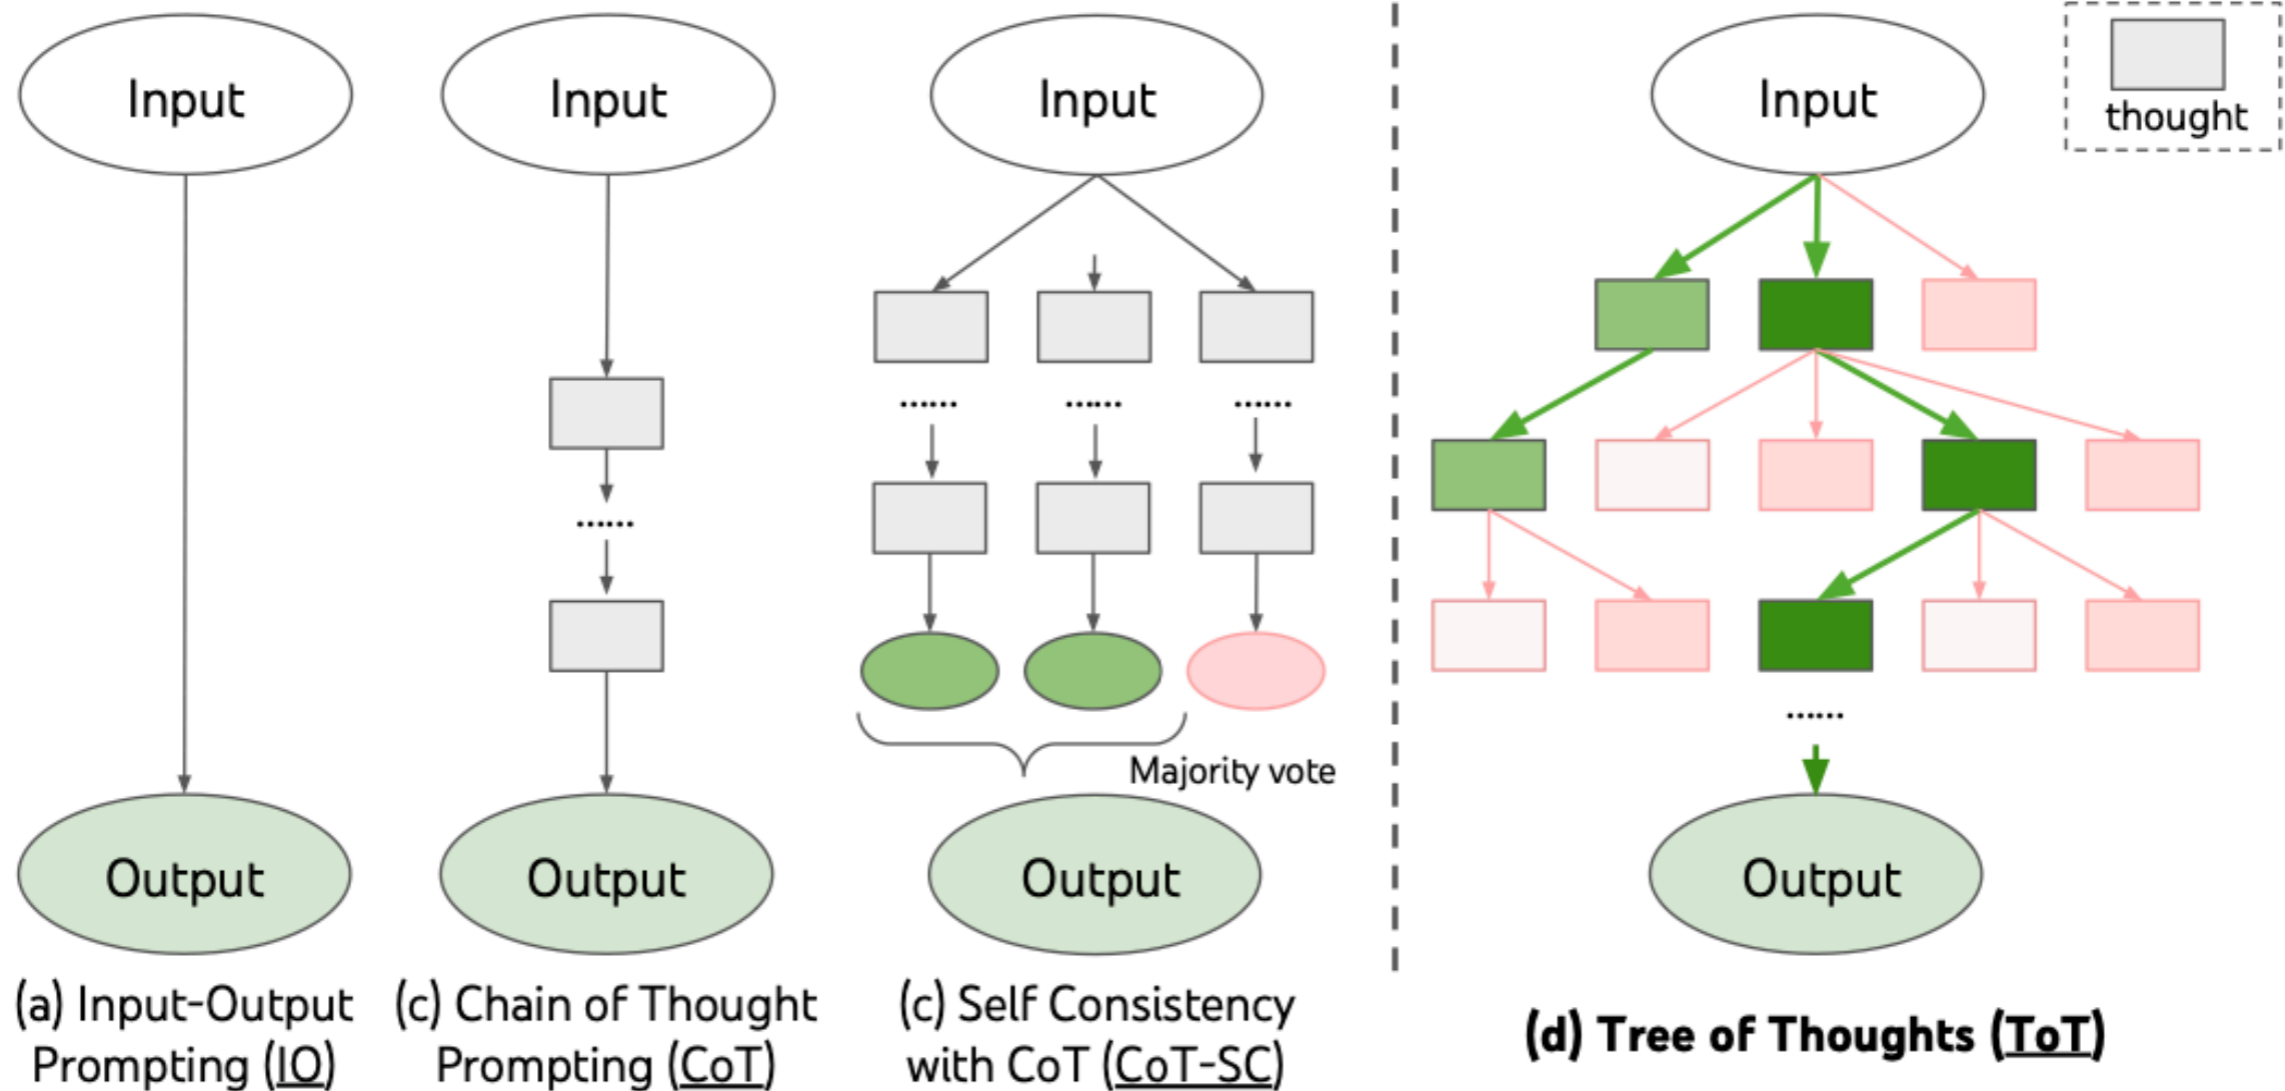 Input
Output
(a) Input-Output
Prompting (IO)
Input
......
Output
(c) Chain of Thought
Prompting (CoT)
Input
...... ...... ......
Majority vote
Output
(c) Self Consistency
with CoT (CoT-SC)
Input
thought
......
Output
(d) Tree of Thoughts (ToT)